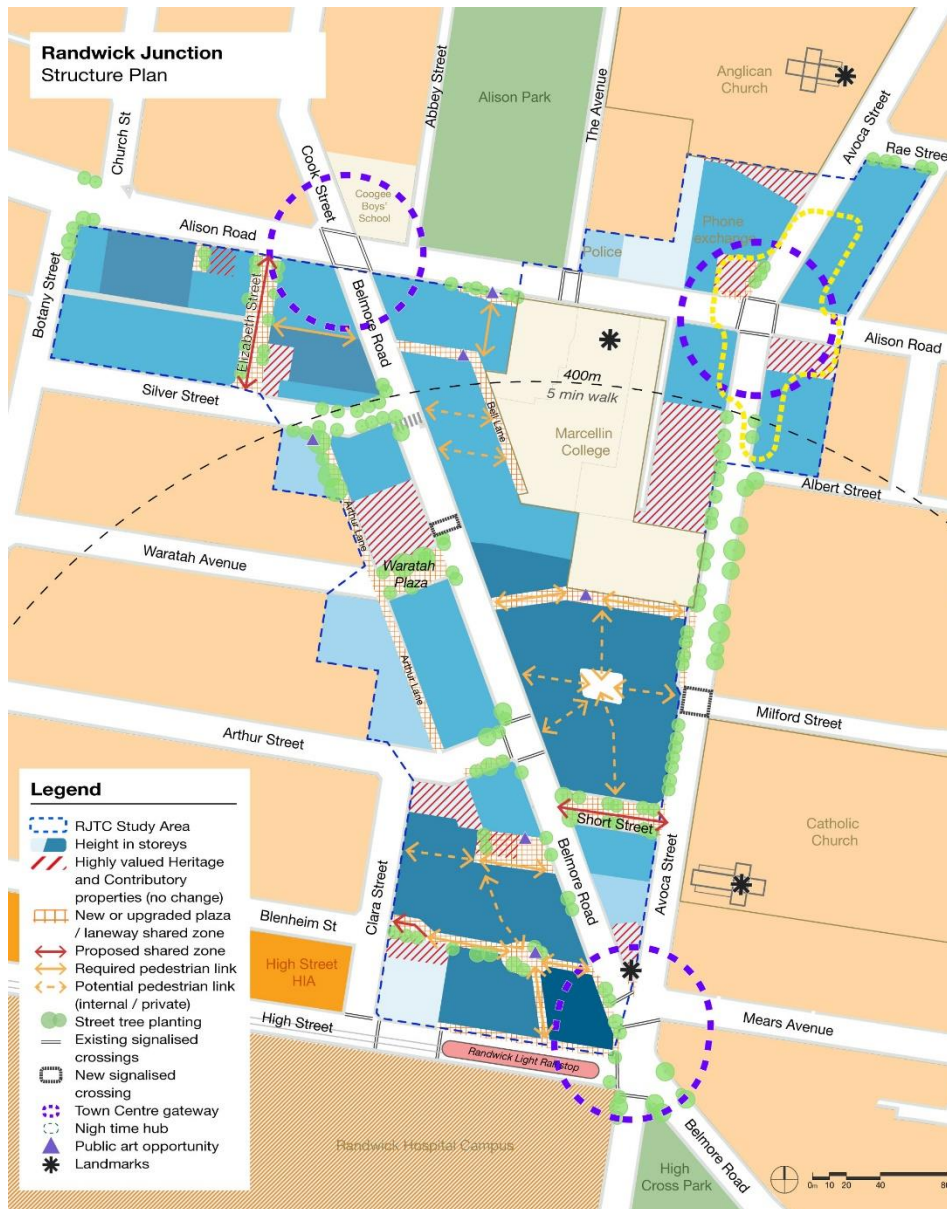 Randwick Junction
Structure Plan
Church St
Cook Street
Abbey Street
Alison Park
The Avenue
Anglican
Church
Avoca Street
Rae Stree
Coogee
Boys'
School
Alison Road
Police
Phone
exchange
Botany Street
Elizabeth Street
Belmore Road
Alison Road
Silver Street
400m
5 min walk
Bell Lane
Marcellin
College
Albert Street
Arthur Lane
Waratah Avenue
Waratah
Plaza
Arthur Lane
Milford Street
Arthur Street
Short Street
Catholic
Church
Belmore Road
Avoca Street
Clara Street
Blenheim St
High Street
HIA
High Street
Mears Avenue
Randwick Light Rail stop
Randwick Hospital Campus
Belmore Road
High
Cross Park
0m 10 20 40 80
Legend
RJTC Study Area
Height in storeys
Highly valued Heritage
and Contributory
properties (no change)
New or upgraded plaza
/ laneway shared zone
Proposed shared zone
Required pedestrian link
Potential pedestrian link
(internal / private)
Street tree planting
Existing signalised
crossings
New signalised
crossing
Town Centre gateway
Nigh time hub
Public art opportunity
Landmarks